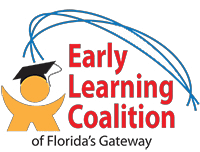 Early
Learning
Coalition
of Florida's Gateway